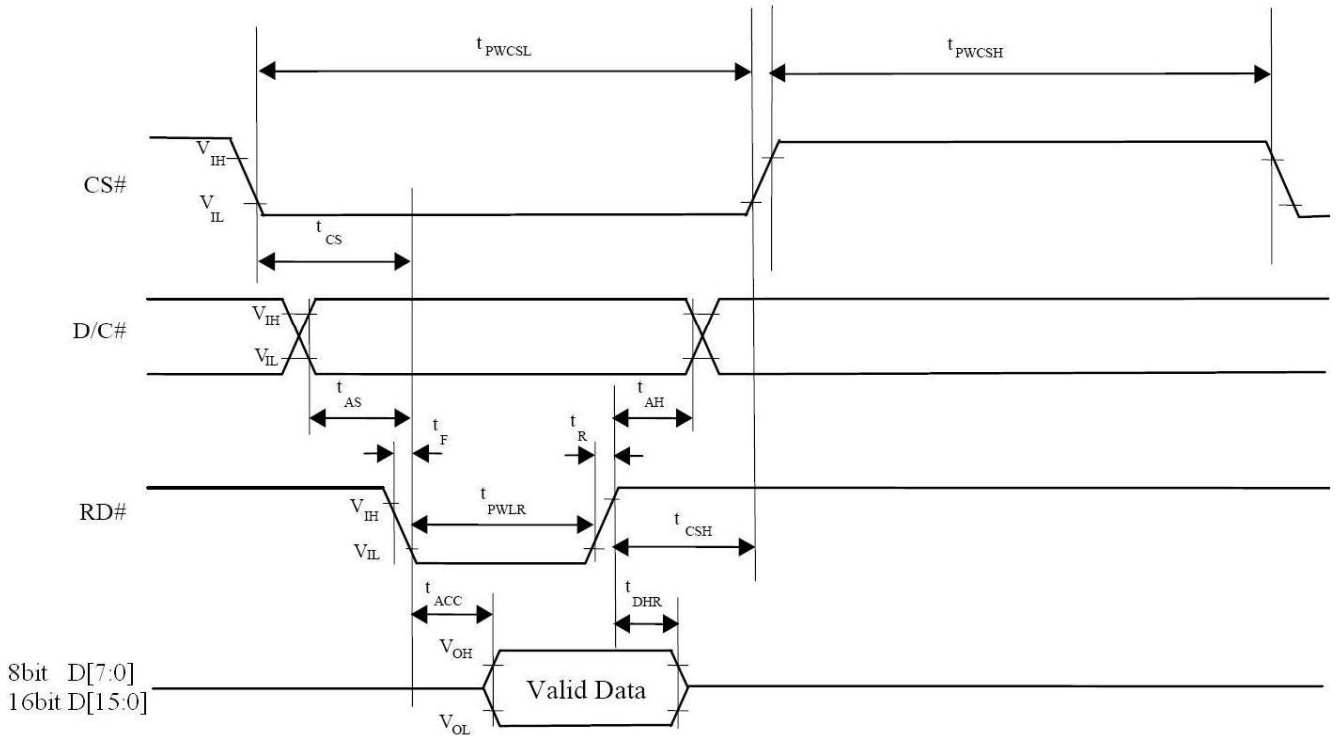 t PWCSL
t PWCSH
V IH
CS#
V IL
t CS
V IH
D/C#
V IL
t AS
t AH
t F
t R
V IH
RD#
t PWLR
V IL
t CSH
t ACC
t DHR
V OH
8bit D[7:0]
Valid Data
16bit D[15:0]
V OL